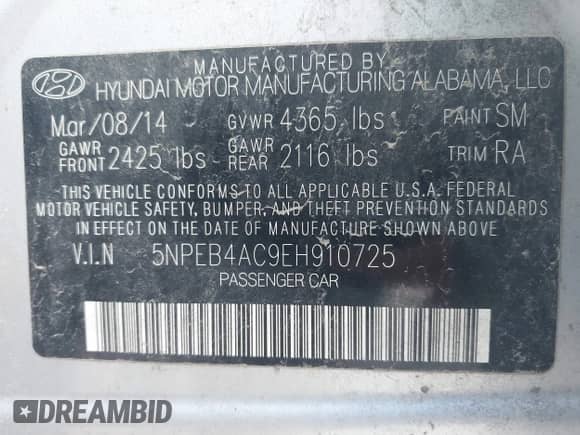 MANUFACTURED BY
HYUNDAI MOTOR MANUFACTURING ALABAMA, LLC
Mar/08/14 GVWR 4365 lbs PAINT SM
GAWR FRONT 2425 lbs GAWR REAR 2116 lbs TRIM RA
THIS VEHICLE CONFORMS TO ALL APPLICABLE U.S.A. FEDERAL
MOTOR VEHICLE SAFETY, BUMPER, AND THEFT PREVENTION STANDARDS
IN EFFECT ON THE DATE OF MANUFACTURE SHOWN ABOVE.
V.I.N 5NPEB4AC9EH910725
PASSENGER CAR
DREAMBID